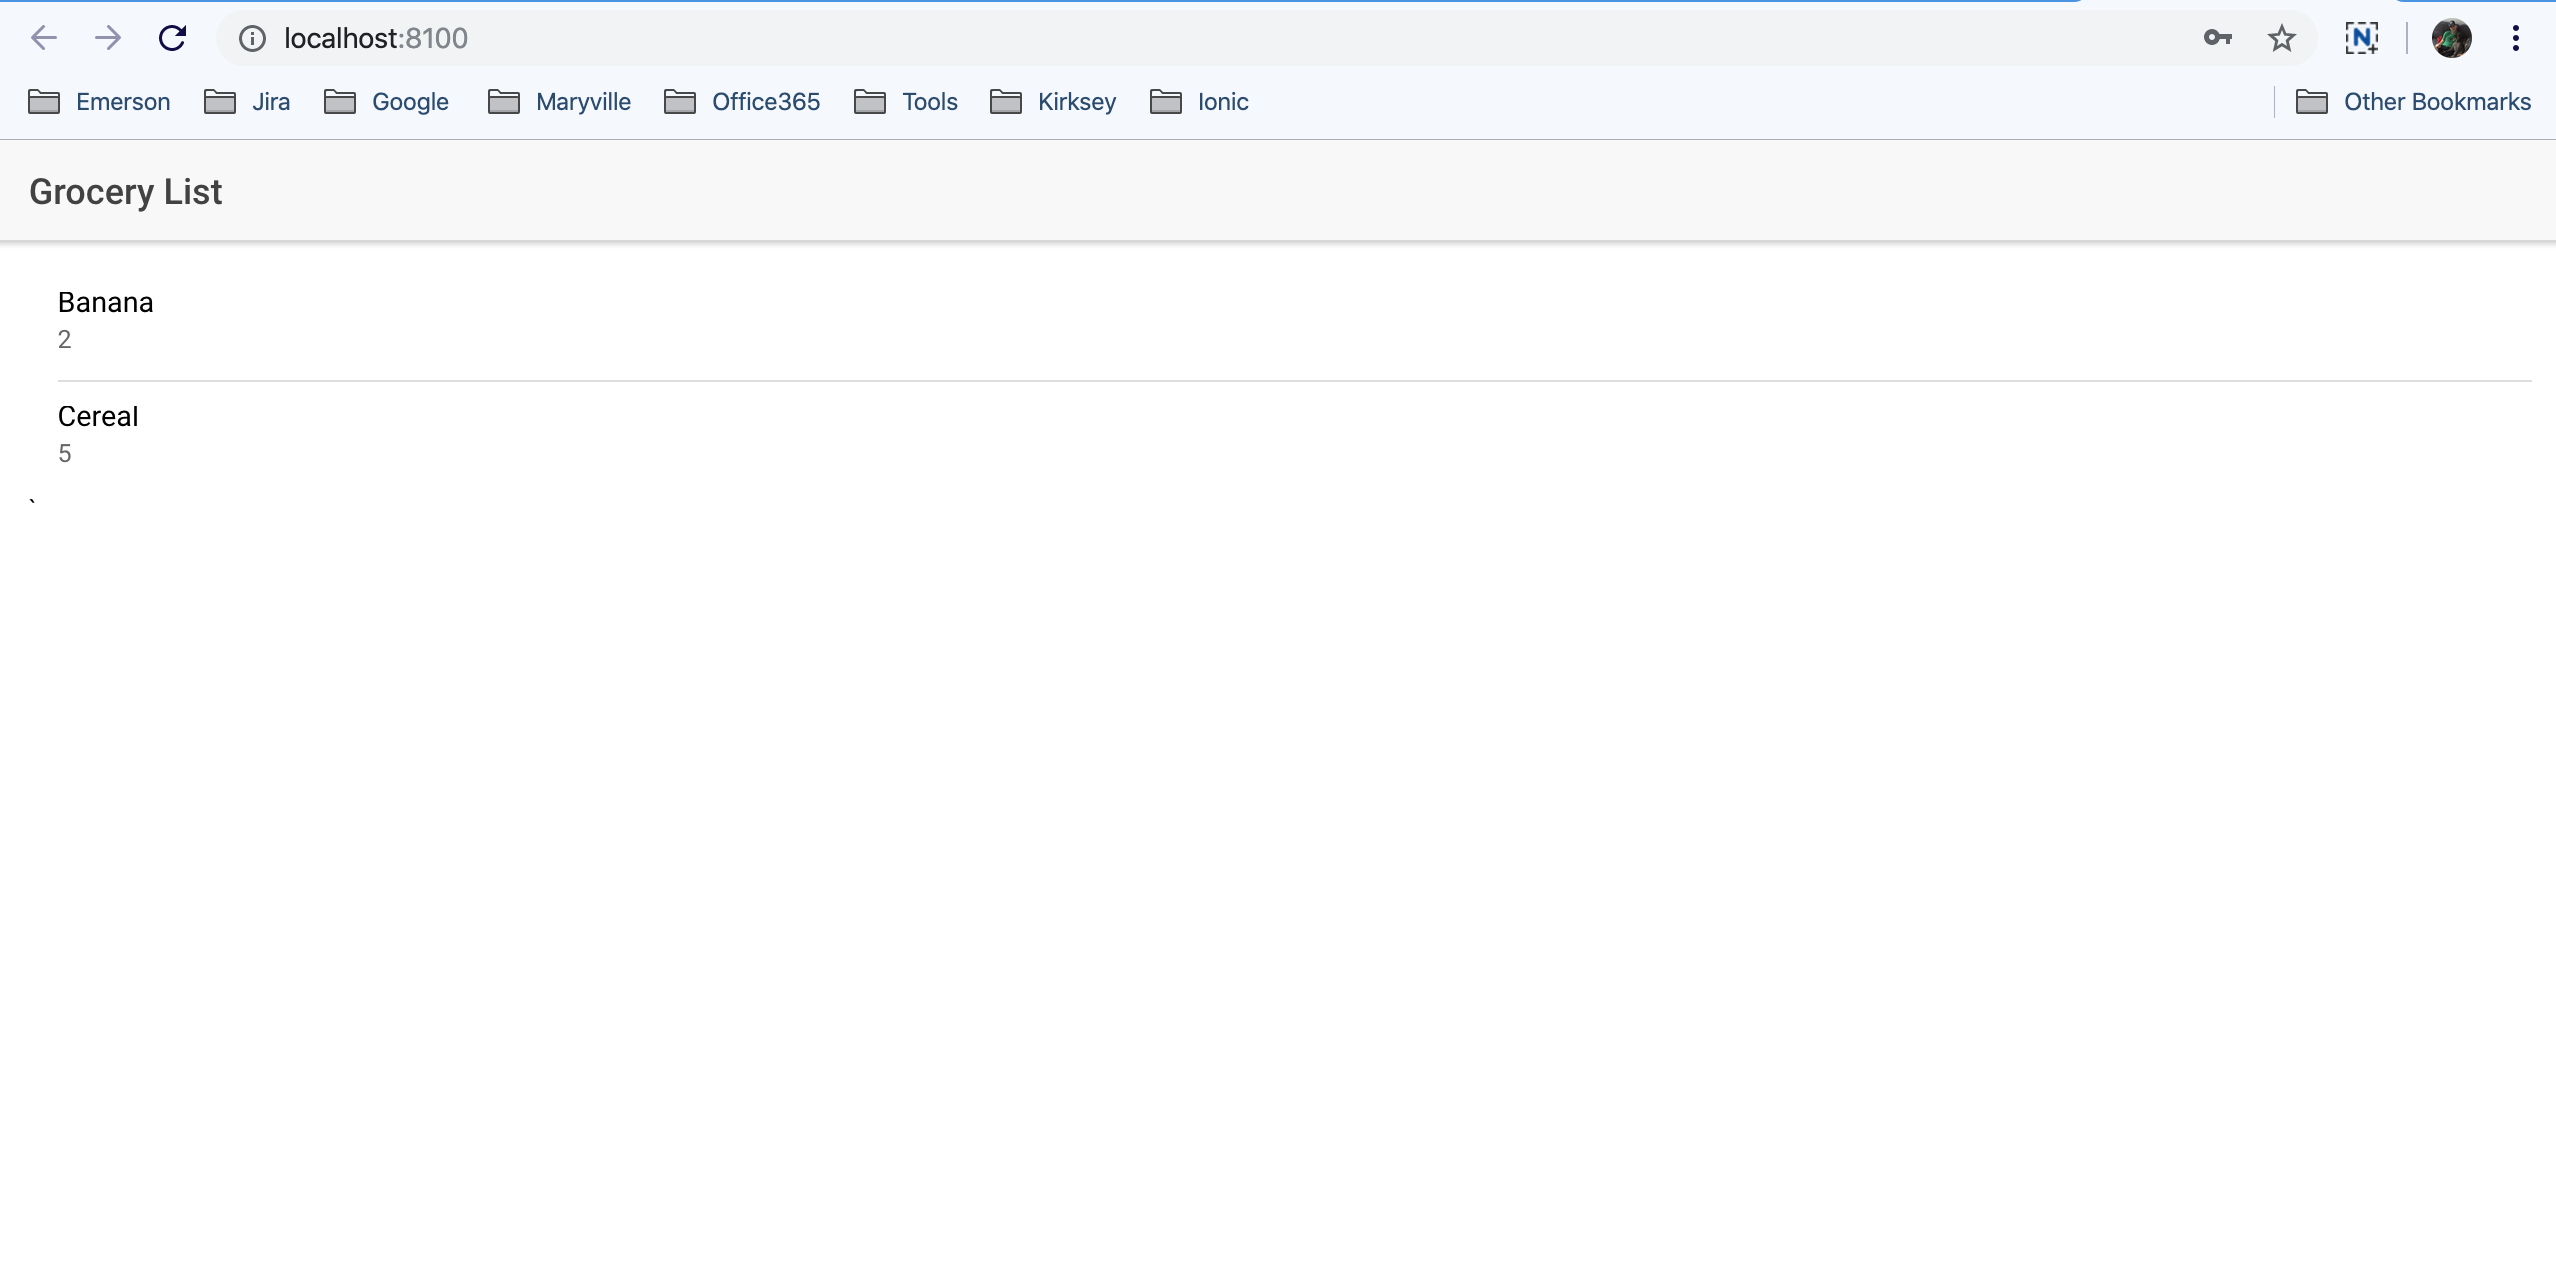 localhost:8100
Emerson Jira Google Maryville Office365 Tools Kirksey Ionic Other Bookmarks
Grocery List
Banana
2
Cereal
5
`